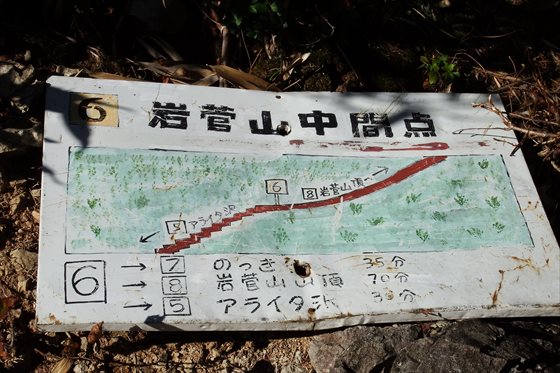 6 岩菅山中間点
6
8 岩菅山頂へ
5 アライタ沢
6 → 7 のっきり 35分
→ 8 岩菅山山頂 70分
→ 5 アライタ沢 30分